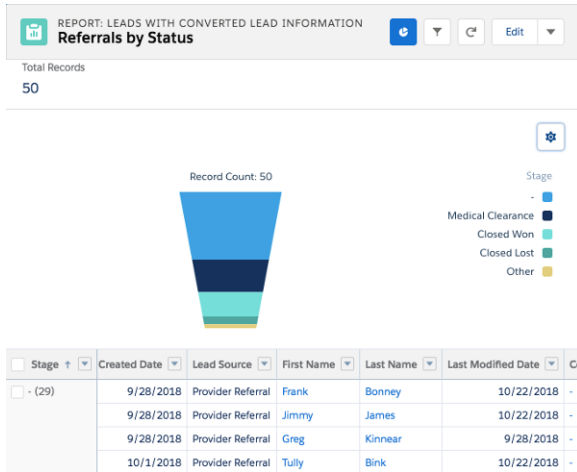 REPORT: LEADS WITH CONVERTED LEAD INFORMATION
Referrals by Status
Edit
Total Records
50
Record Count: 50
Stage
-
Medical Clearance
Closed Won
Closed Lost
Other
Stage ↑ Created Date Lead Source First Name Last Name Last Modified Date
- (29) 9/28/2018 Provider Referral Frank Bonney 10/22/2018 -
9/28/2018 Provider Referral Jimmy James 10/22/2018 -
9/28/2018 Provider Referral Greg Kinnear 9/28/2018 -
10/1/2018 Provider Referral Tully Bink 10/22/2018 -